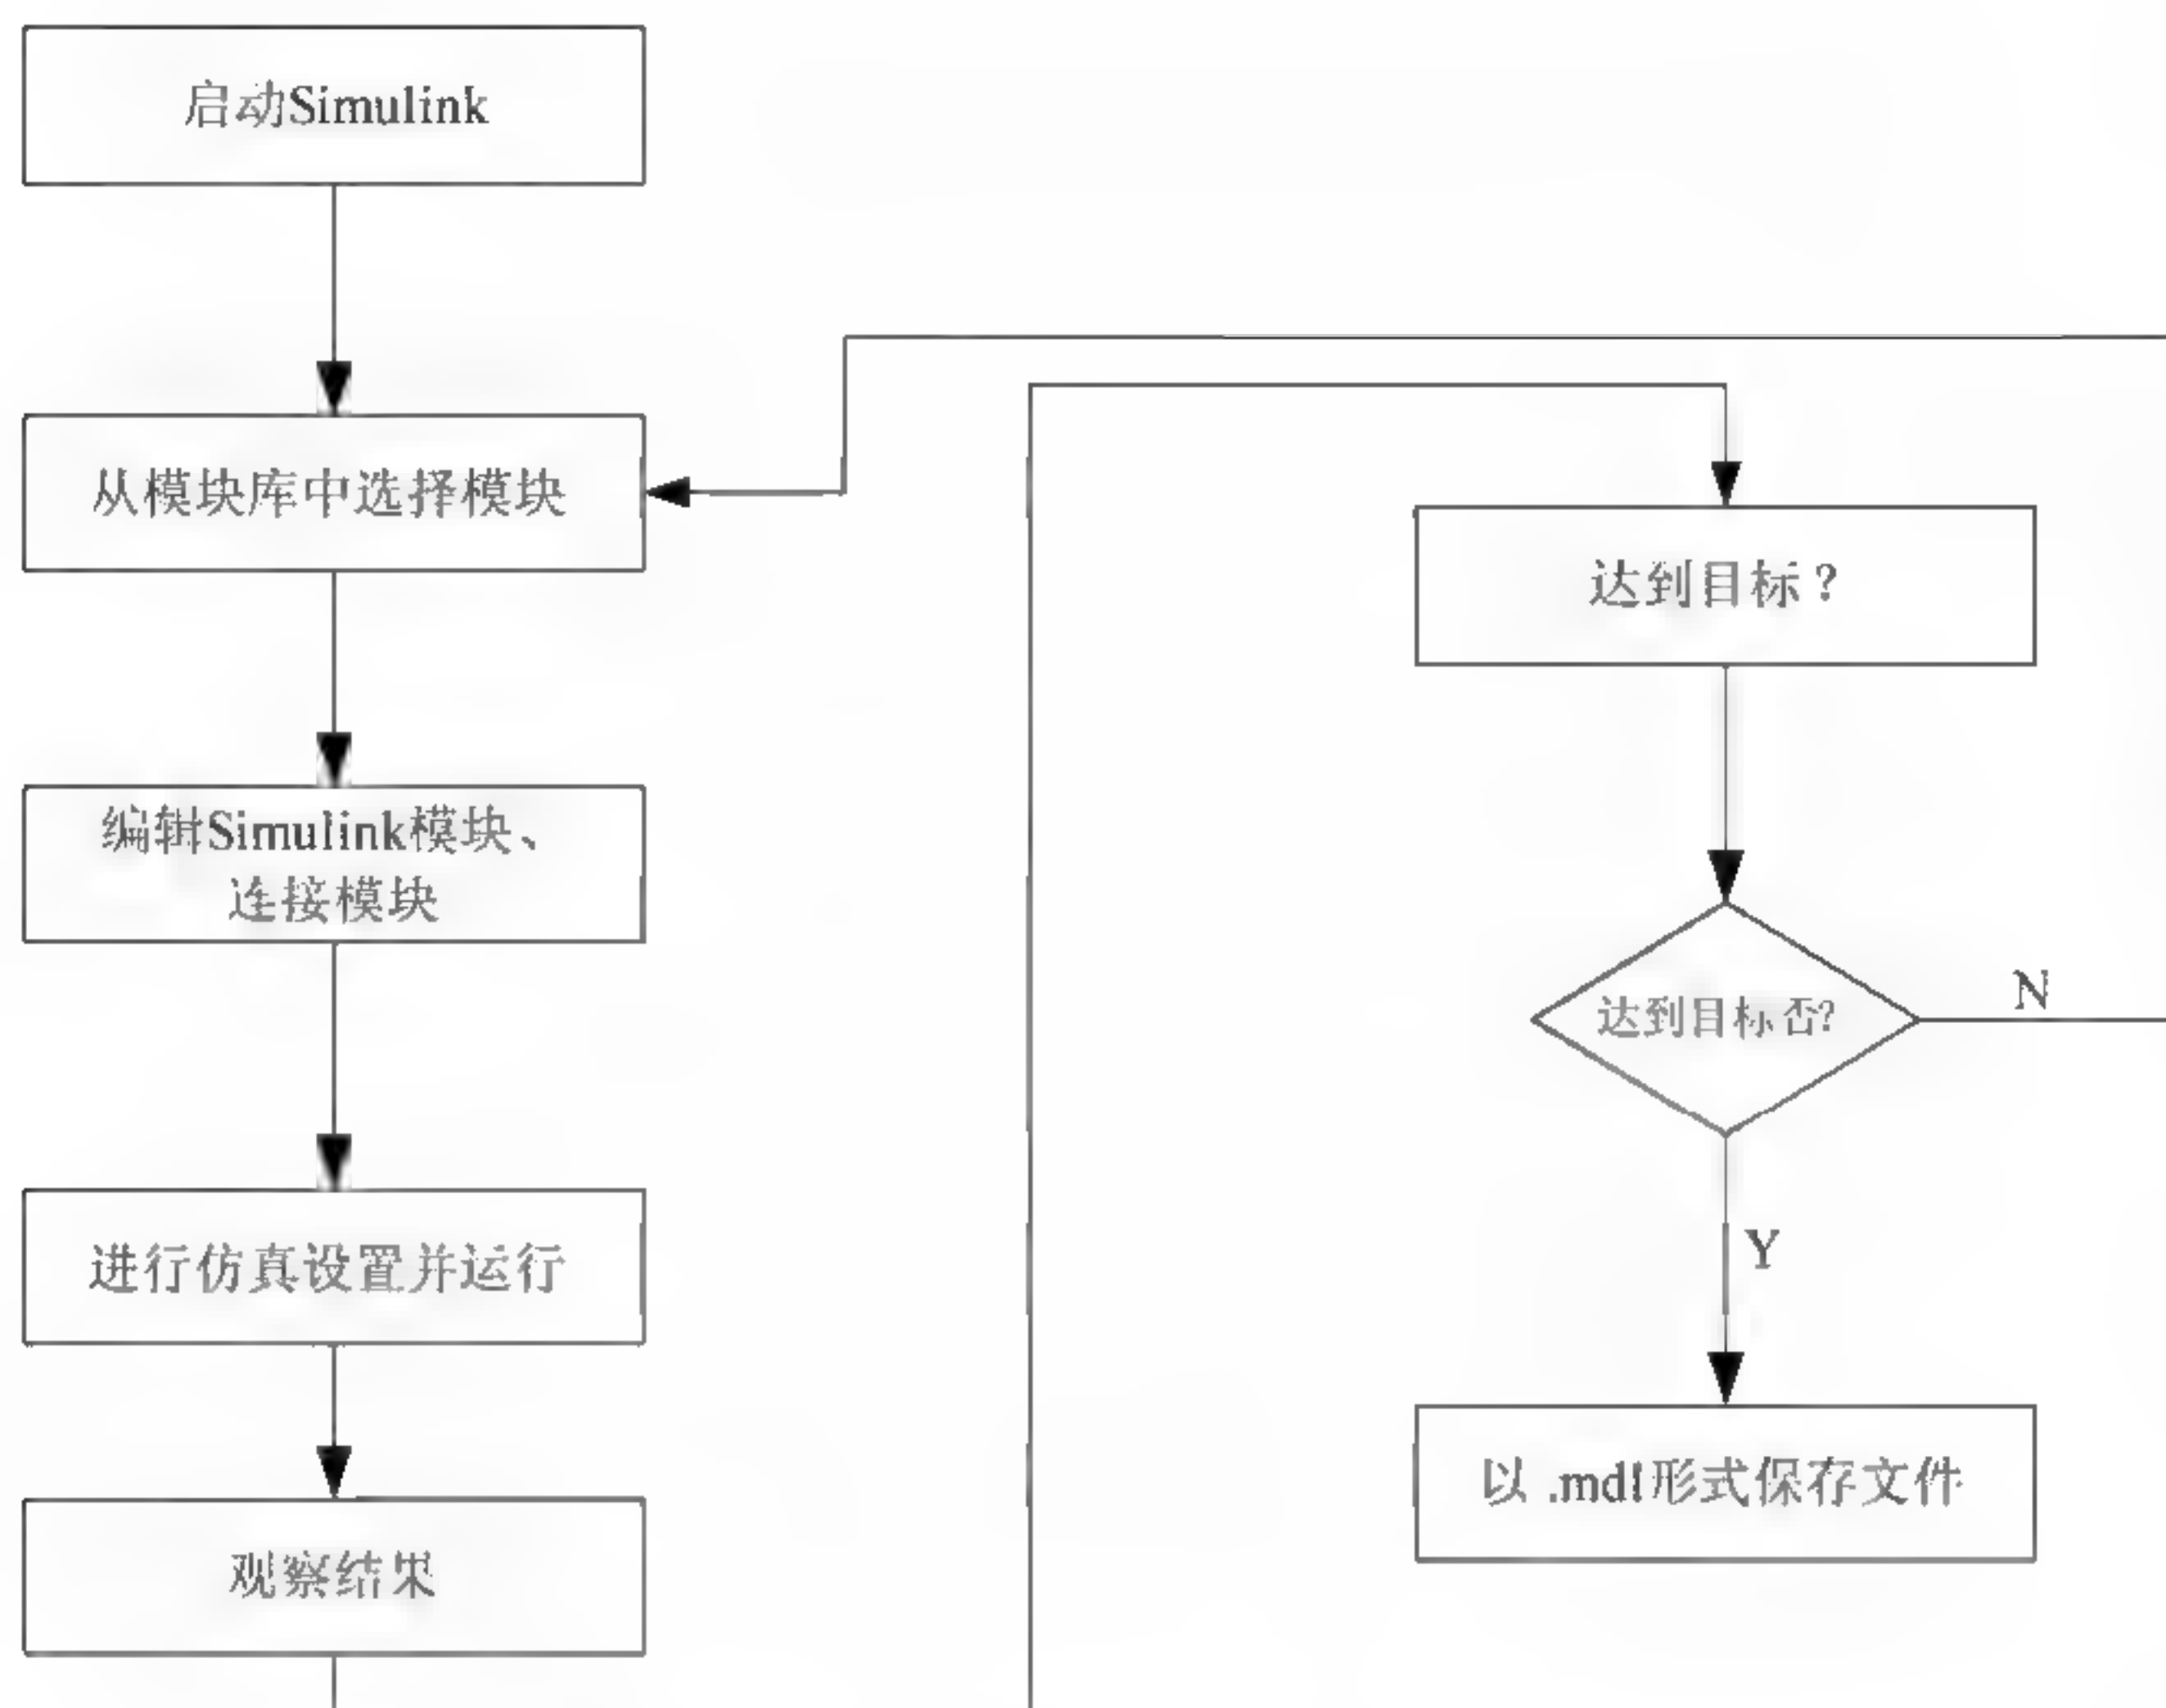 启动Simulink
从模块库中选择模块
编辑Simulink模块、
连接模块
进行仿真设置并运行
观察结果
达到目标？
达到目标否?
N
Y
以 .mdl形式保存文件